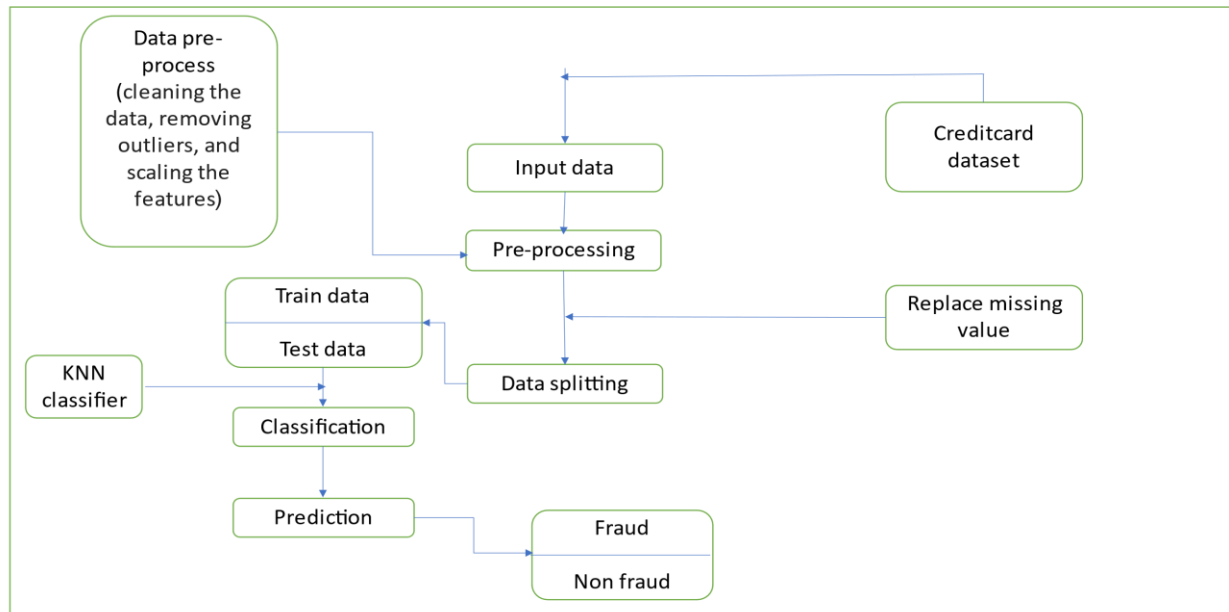 Data pre-
process
(cleaning the
data, removing
outliers, and
scaling the
features)
Creditcard
dataset
Input data
Pre-processing
Train data
Test data
Replace missing
value
KNN
classifier
Data splitting
Classification
Prediction
Fraud
Non fraud